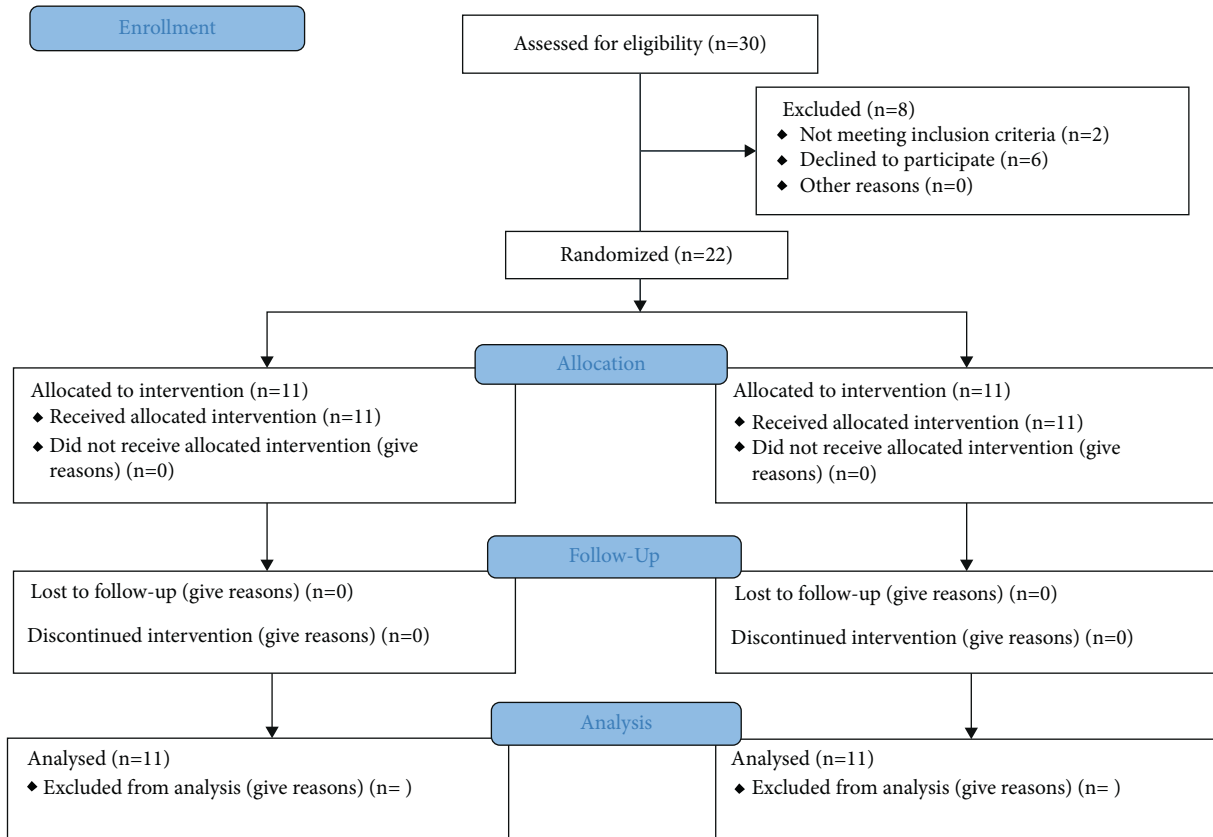 Enrollment
Assessed for eligibility (n=30)
Excluded (n=8)
◆ Not meeting inclusion criteria (n=2)
◆ Declined to participate (n=6)
◆ Other reasons (n=0)
Randomized (n=22)
Allocation
Allocated to intervention (n=11)
◆ Received allocated intervention (n=11)
◆ Did not receive allocated intervention (give
reasons) (n=0)
Allocated to intervention (n=11)
◆ Received allocated intervention (n=11)
◆ Did not receive allocated intervention (give
reasons) (n=0)
Follow-Up
Lost to follow-up (give reasons) (n=0)
Discontinued intervention (give reasons) (n=0)
Lost to follow-up (give reasons) (n=0)
Discontinued intervention (give reasons) (n=0)
Analysis
Analysed (n=11)
◆ Excluded from analysis (give reasons) (n= )
Analysed (n=11)
◆ Excluded from analysis (give reasons) (n= )